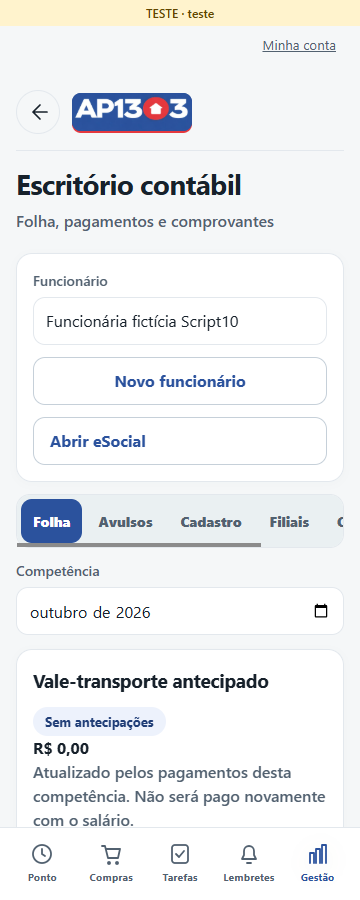 TESTE · teste
Minha conta
AP1303
Escritório contábil
Folha, pagamentos e comprovantes
Funcionário
Funcionária fictícia Script10
Novo funcionário
Abrir eSocial
Folha Avulsos Cadastro Filiais
Competência
outubro de 2026
Vale-transporte antecipado
Sem antecipações
R$ 0,00
Atualizado pelos pagamentos desta
competência. Não será pago novamente
com o salário.
Ponto Compras Tarefas Lembretes Gestão